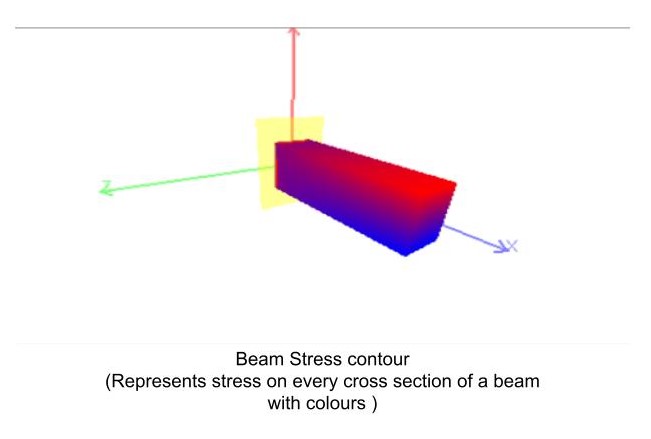 Z
X
Beam Stress contour
(Represents stress on every cross section of a beam
with colours )